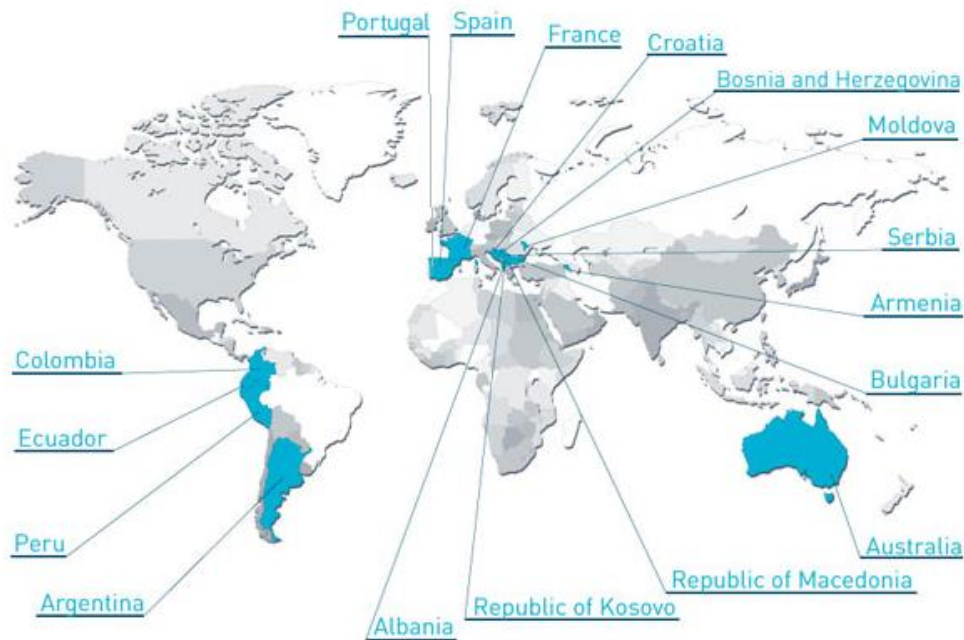 Portugal
Spain
France
Croatia
Bosnia and Herzegovina
Moldova
Serbia
Armenia
Colombia
Bulgaria
Ecuador
Peru
Australia
Republic of Macedonia
Argentina
Republic of Kosovo
Albania